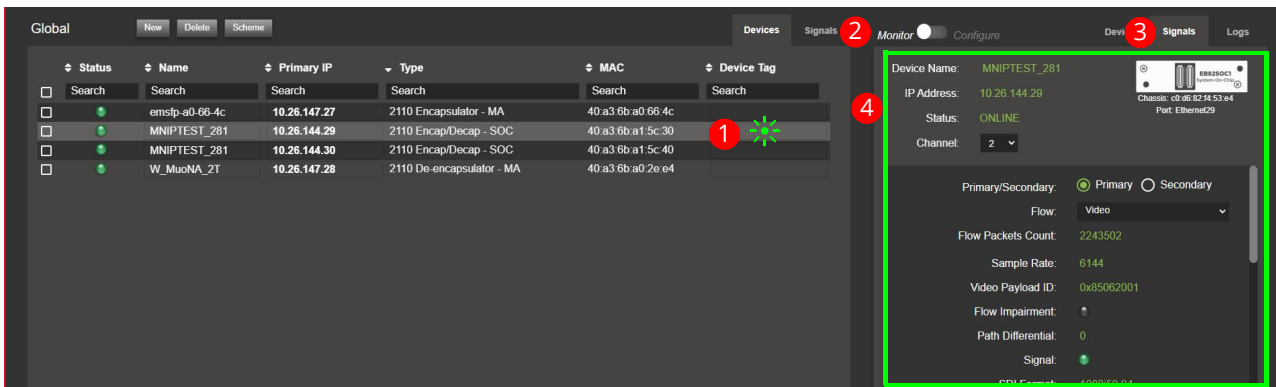 Global New Delete Scheme Devices Signals 2 Monitor Configure Devi 3 Signals Logs
Status Name Primary IP Type MAC Device Tag
Search Search Search Search Search Search
emsfp-a0-66-4c 10.26.147.27 2110 Encapsulator - MA 40:a3:6b:a0:66:4c
MNIPTEST_281 10.26.144.29 2110 Encap/Decap - SOC 40:a3:6b:a1:5c:30 1
MNIPTEST_281 10.26.144.30 2110 Encap/Decap - SOC 40:a3:6b:a1:5c:40
W_MuoNA_2T 10.26.147.28 2110 De-encapsulator - MA 40:a3:6b:a0:2e:e4
4
Device Name: MNIPTEST_281
IP Address: 10.26.144.29
Status: ONLINE
Channel: 2
EB82SOC1
System-On-Chip
Chassis: c0:d6:82:f4:53:e4
Port: Ethernet29
Primary/Secondary: Primary Secondary
Flow: Video
Flow Packets Count: 2243502
Sample Rate: 6144
Video Payload ID: 0x85062001
Flow Impairment:
Path Differential: 0
Signal:
SDI Format: